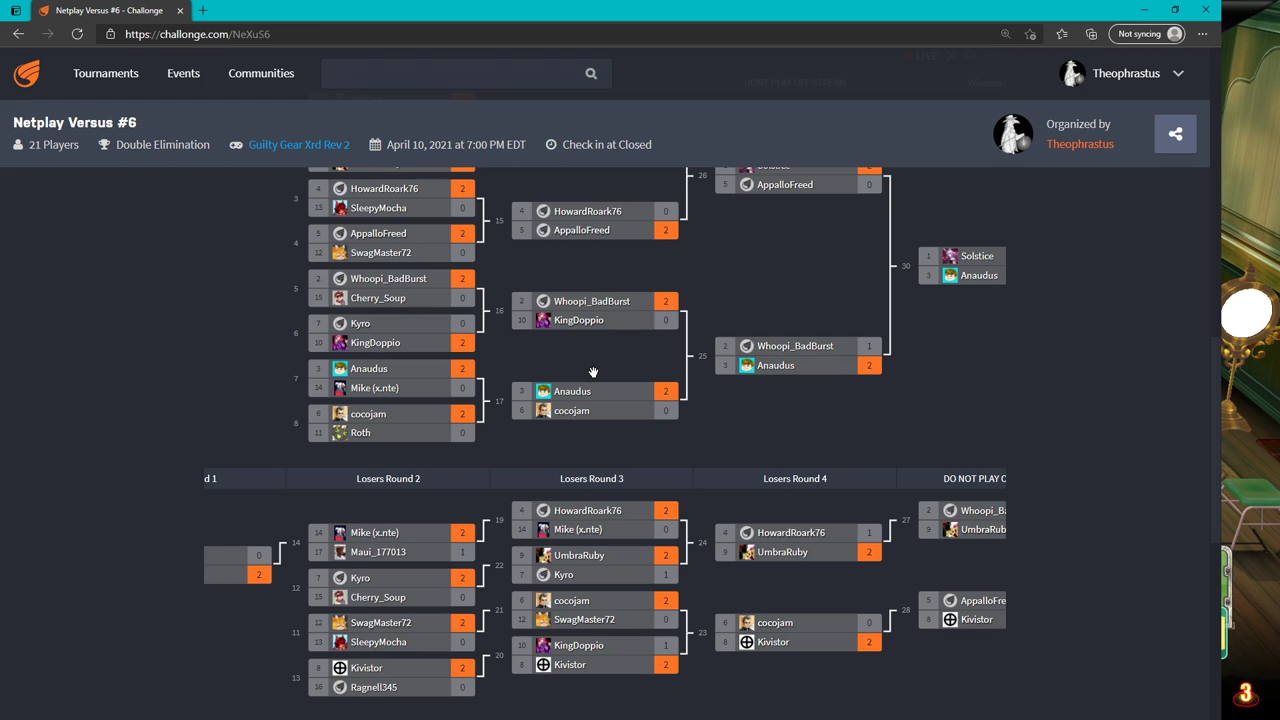 Netplay Versus #6 - Challonge
https://challonge.com/NeXuS6
Not syncing
Tournaments Events Communities
Theophrastus
Netplay Versus #6
21 Players Double Elimination Guilty Gear Xrd Rev 2 April 10, 2021 at 7:00 PM EDT Check in at Closed
Organized by
Theophrastus
3
4 HowardRoark76 2
13 SleepyMocha 0
4
5 AppalloFreed 2
12 SwagMaster72 0
5
2 Whoopi_BadBurst 2
15 Cherry_Soup 0
6
7 Kyro 0
10 KingDoppio 2
7
3 Anaudus 2
14 Mike (x.nte) 0
8
6 cocojam 2
11 Roth 0
15
4 HowardRoark76 0
5 AppalloFreed 2
16
2 Whoopi_BadBurst 2
10 KingDoppio 0
17
3 Anaudus 2
6 cocojam 0
26
Solstice
5 AppalloFreed 0
25
2 Whoopi_BadBurst 1
3 Anaudus 2
30
1 Solstice
3 Anaudus
d 1 Losers Round 2 Losers Round 3 Losers Round 4 DO NOT PLAY O
0
2
14
14 Mike (x.nte) 2
17 Maui_177013 1
12
7 Kyro 2
15 Cherry_Soup 0
11
12 SwagMaster72 2
13 SleepyMocha 0
13
8 Kivistor 2
16 Ragnell345 0
19
4 HowardRoark76 2
14 Mike (x.nte) 0
22
9 UmbraRuby 2
7 Kyro 1
21
6 cocojam 2
12 SwagMaster72 0
20
10 KingDoppio 1
8 Kivistor 2
24
4 HowardRoark76 1
9 UmbraRuby 2
23
6 cocojam 0
8 Kivistor 2
27
2 Whoopi_Ba
9 UmbraRub
28
5 AppalloFre
8 Kivistor
3